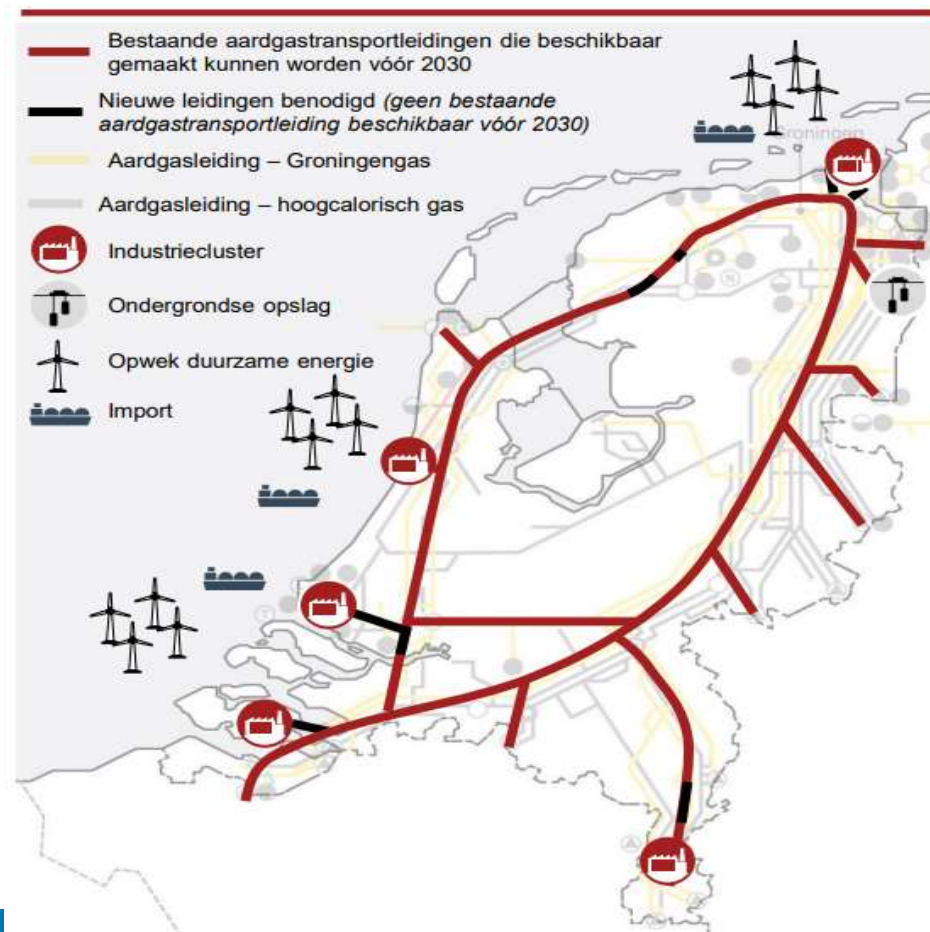 Bestaande aardgastransportleidingen die beschikbaar
gemaakt kunnen worden vóór 2030
Nieuwe leidingen benodigd (geen bestaande
aardgastransportleiding beschikbaar vóór 2030)
Groningen
Aardgasleiding – Groningengas
Aardgasleiding – hoogcalorisch gas
Industriecluster
Ondergrondse opslag
Opwek duurzame energie
Import